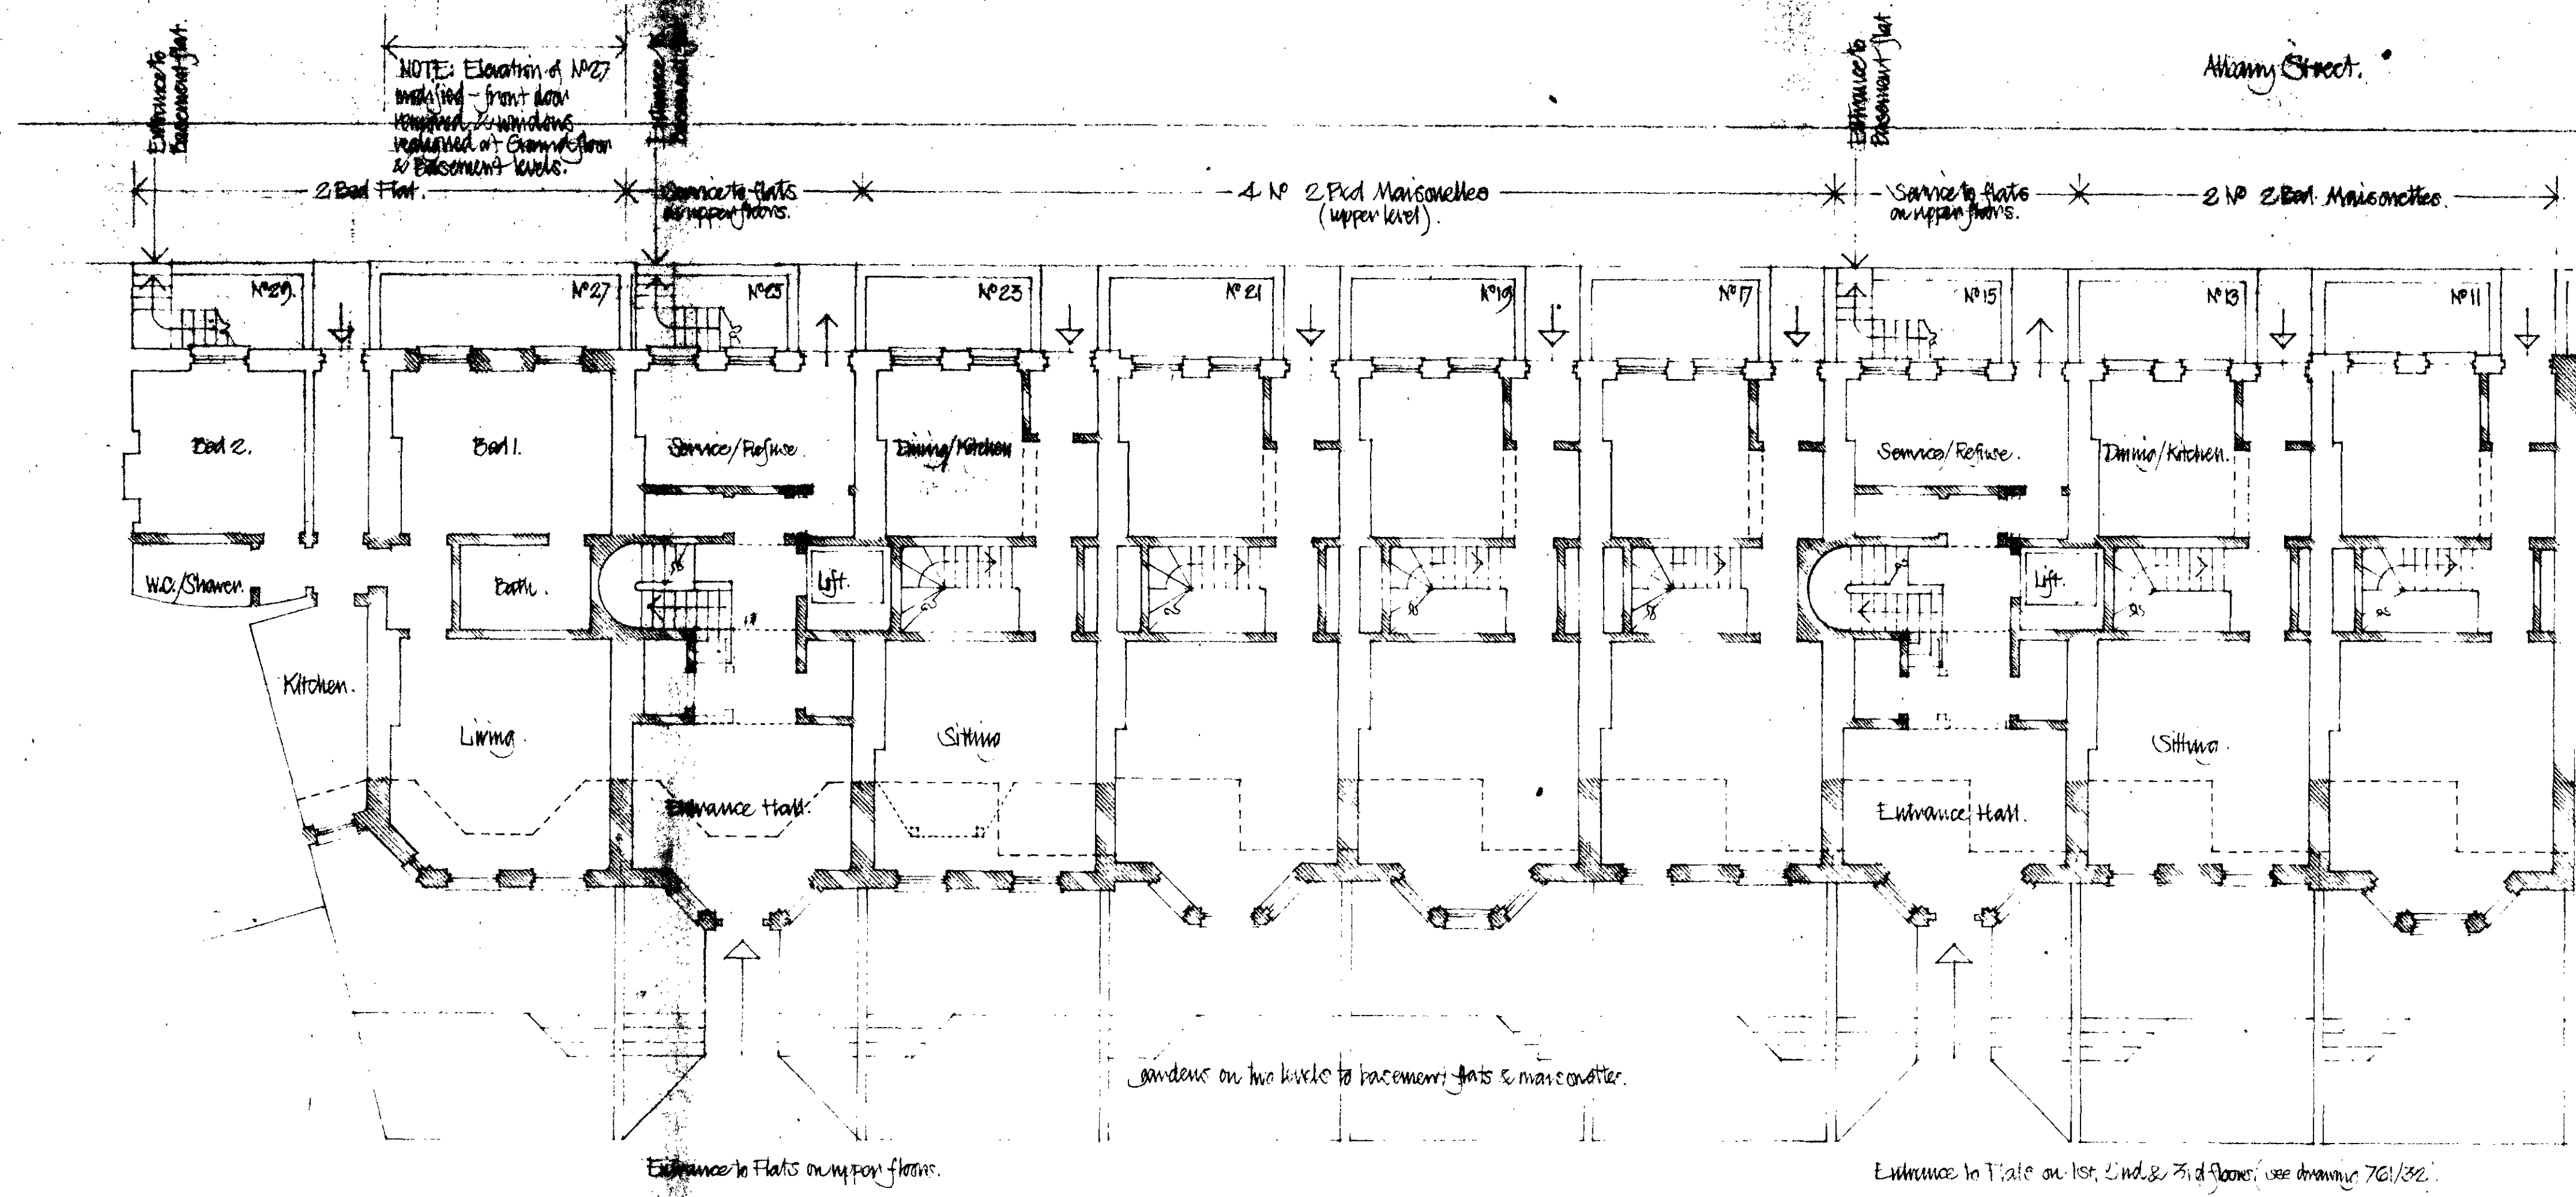 Entrance to
basement flat.
NOTE: Elevation of Nº27
modified - front door
removed & windows
realigned at Ground floor
& Basement levels.
Entrance to
basement flat
Entrance to
basement flat
Albany Street.
2 Bed Flat.
Service to flats
on upper floors.
4 Nº 2 Bed Maisonettes
(upper level).
Service to flats
on upper floors.
2 Nº 2 Bed. Maisonettes.
Nº29.
Nº27
Nº25
Nº23
Nº21
Nº19
Nº17
Nº15
Nº13
Nº11
Bed 2.
Bed 1.
Service/Refuse
Dining/Kitchen
Service/Refuse.
Dining/Kitchen.
W.C./Shower.
Bath.
Lift.
Lift.
Kitchen.
Living.
Sitting
Sitting.
Entrance Hall.
Entrance Hall.
gardens on two levels to basement flats & maisonettes.
Entrance to Flats on upper floors.
Entrance to Flats on 1st, 2nd & 3rd floors, see drawing 761/32.